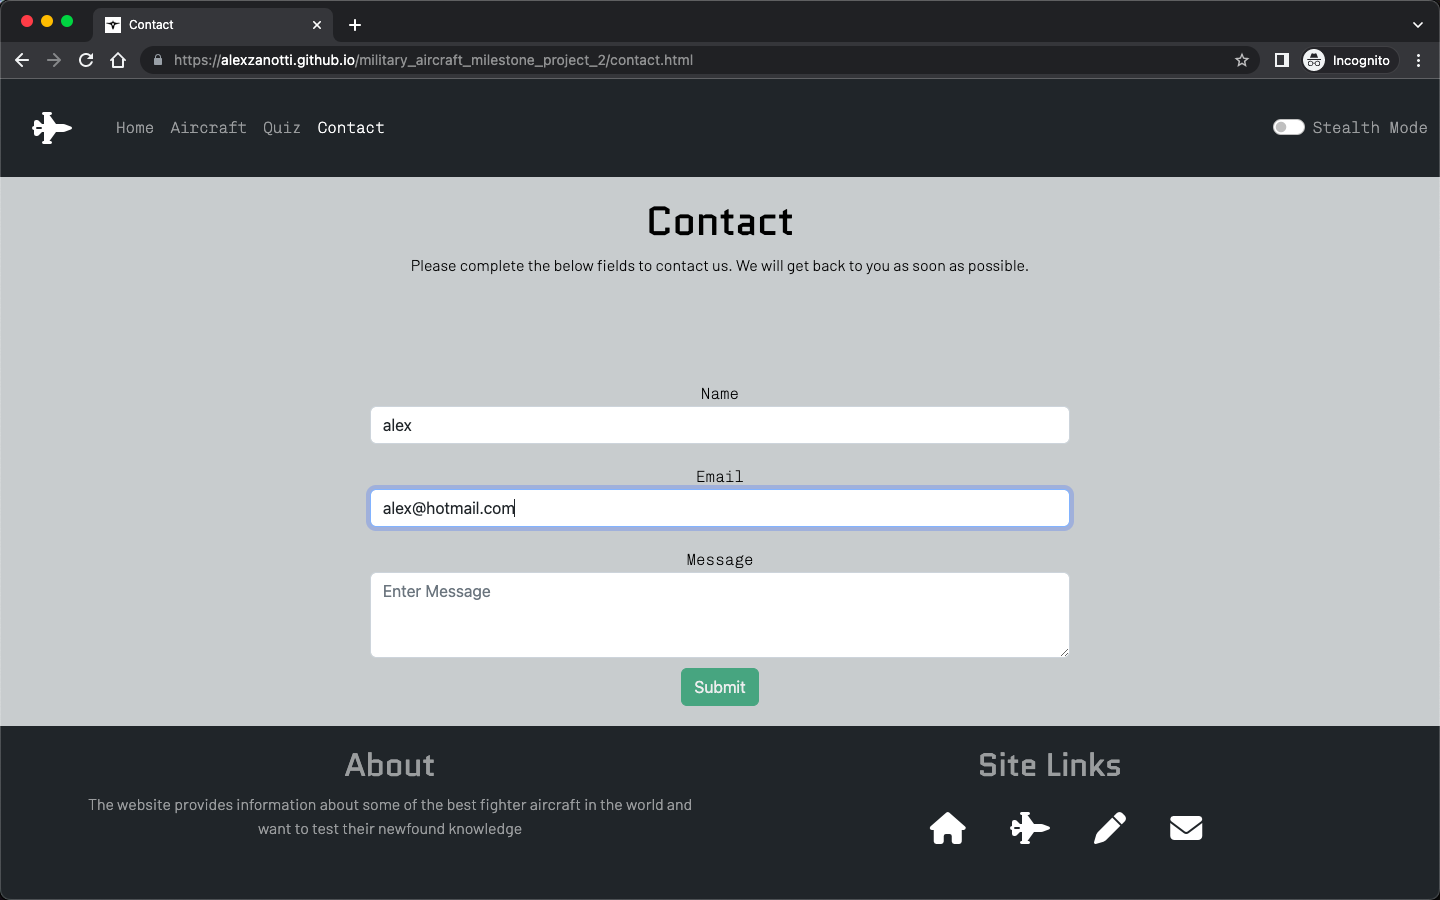 Contact
https://alexzanotti.github.io/military_aircraft_milestone_project_2/contact.html
Incognito
Home Aircraft Quiz Contact
Stealth Mode
Contact
Please complete the below fields to contact us. We will get back to you as soon as possible.
Name
alex
Email
alex@hotmail.com
Message
Enter Message
Submit
About
The website provides information about some of the best fighter aircraft in the world and
want to test their newfound knowledge
Site Links